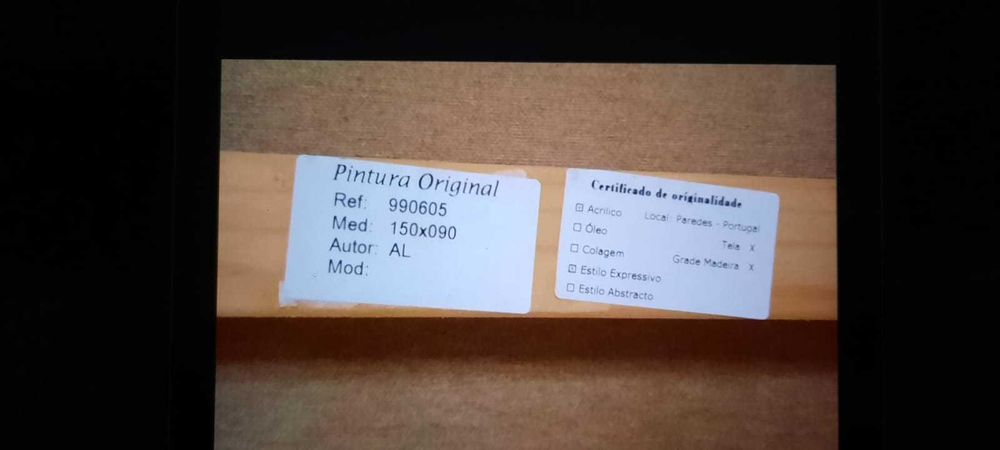 Pintura Original
Ref: 990605
Med: 150x090
Autor: AL
Mod:
Certificado de originalidade
☒ Acrílico Local: Paredes - Portugal
☐ Óleo Tela X
☐ Colagem Grade Madeira X
☒ Estilo Expressivo
☐ Estilo Abstracto